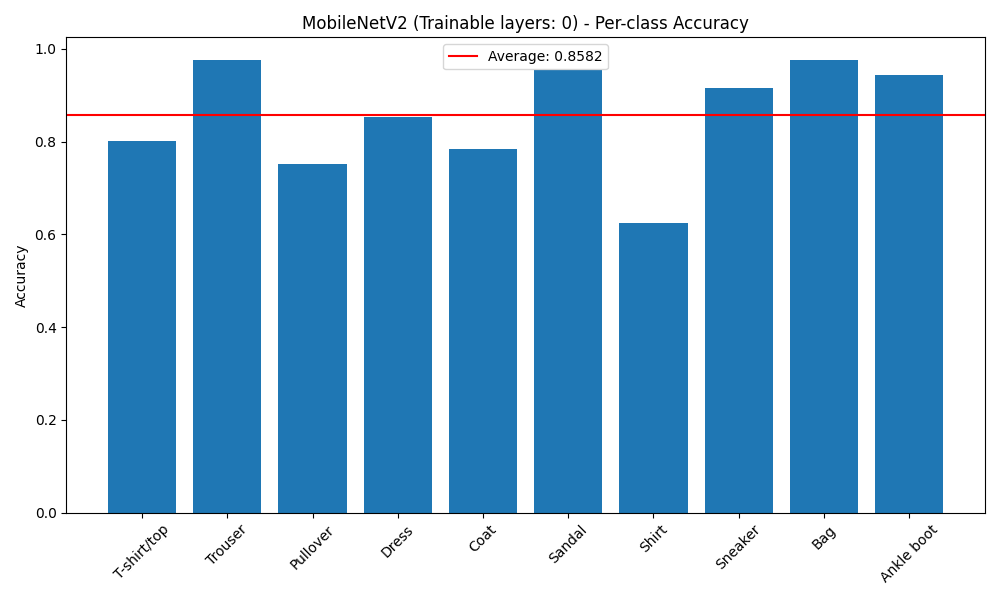 MobileNetV2 (Trainable layers: 0) - Per-class Accuracy
Average: 0.8582
Accuracy
1.0
0.8
0.6
0.4
0.2
0.0
T-shirt/top
Trouser
Pullover
Dress
Coat
Sandal
Shirt
Sneaker
Bag
Ankle boot